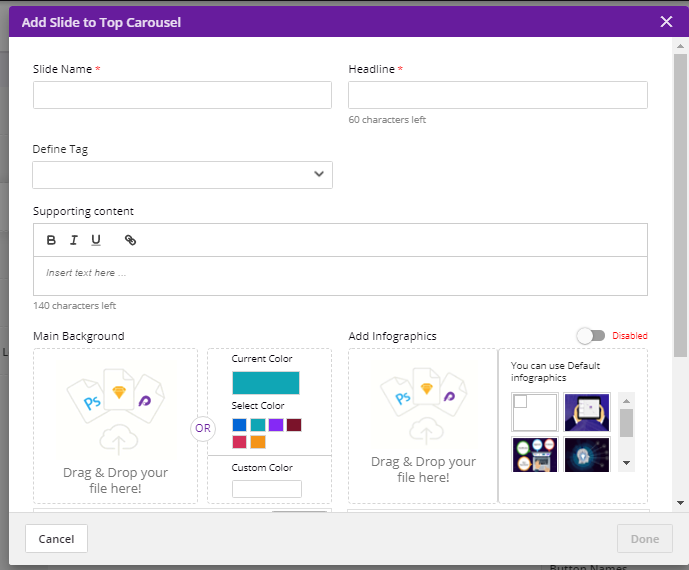 Add Slide to Top Carousel
Slide Name *
Headline *
60 characters left
Define Tag
Supporting content
B I U
Insert text here ...
140 characters left
Main Background
Add Infographics
Disabled
Ps
Drag & Drop your
file here!
OR
Current Color
Select Color
Custom Color
Ps
Drag & Drop your
file here!
You can use Default
infographics
Cancel
Done